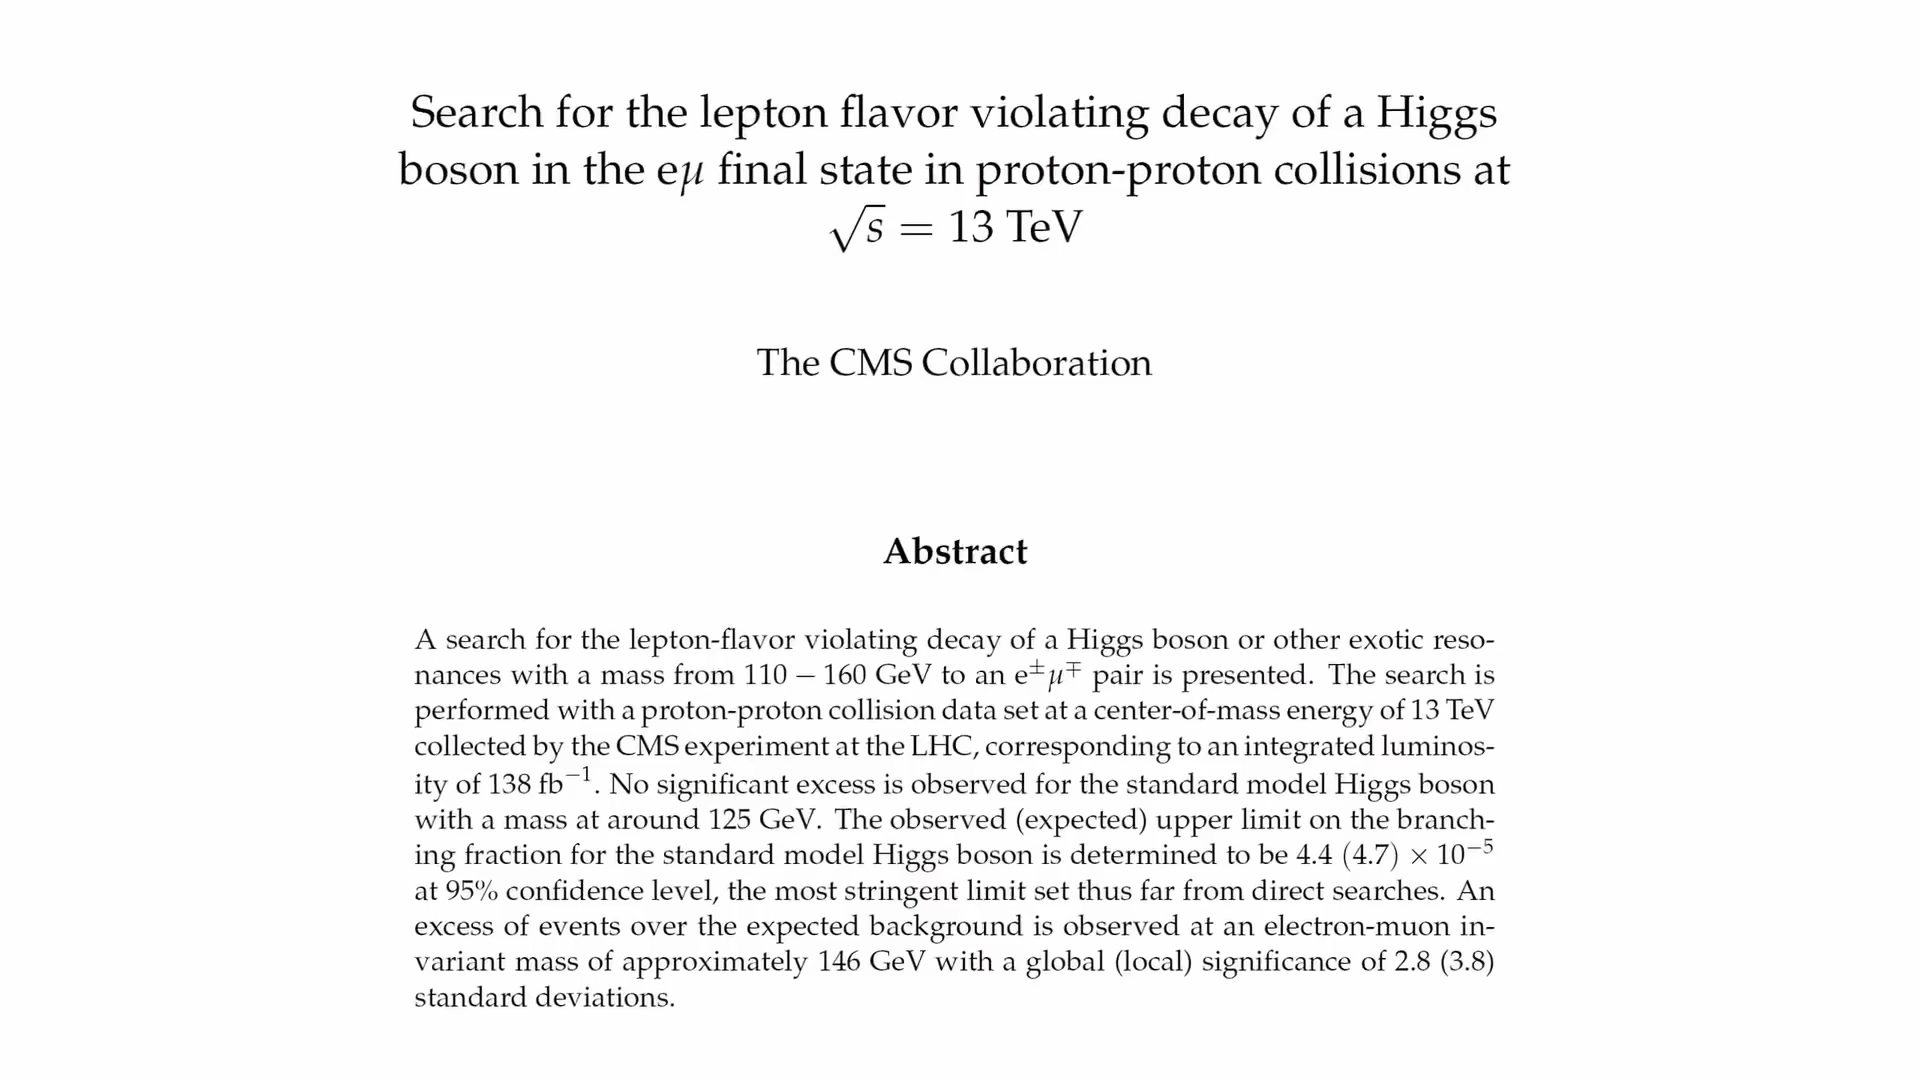 Search for the lepton flavor violating decay of a Higgs
boson in the eμ final state in proton-proton collisions at
√s = 13 TeV
The CMS Collaboration
Abstract
A search for the lepton-flavor violating decay of a Higgs boson or other exotic reso-
nances with a mass from 110 – 160 GeV to an e±μ∓ pair is presented. The search is
performed with a proton-proton collision data set at a center-of-mass energy of 13 TeV
collected by the CMS experiment at the LHC, corresponding to an integrated luminos-
ity of 138 fb⁻¹. No significant excess is observed for the standard model Higgs boson
with a mass at around 125 GeV. The observed (expected) upper limit on the branch-
ing fraction for the standard model Higgs boson is determined to be 4.4 (4.7) × 10⁻⁵
at 95% confidence level, the most stringent limit set thus far from direct searches. An
excess of events over the expected background is observed at an electron-muon in-
variant mass of approximately 146 GeV with a global (local) significance of 2.8 (3.8)
standard deviations.